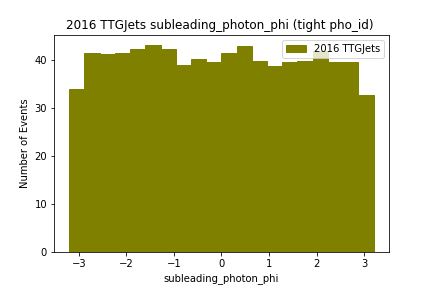 2016 TTGJets subleading_photon_phi (tight pho_id)
2016 TTGJets
Number of Events
40
30
20
10
0
−3 −2 −1 0 1 2 3
subleading_photon_phi